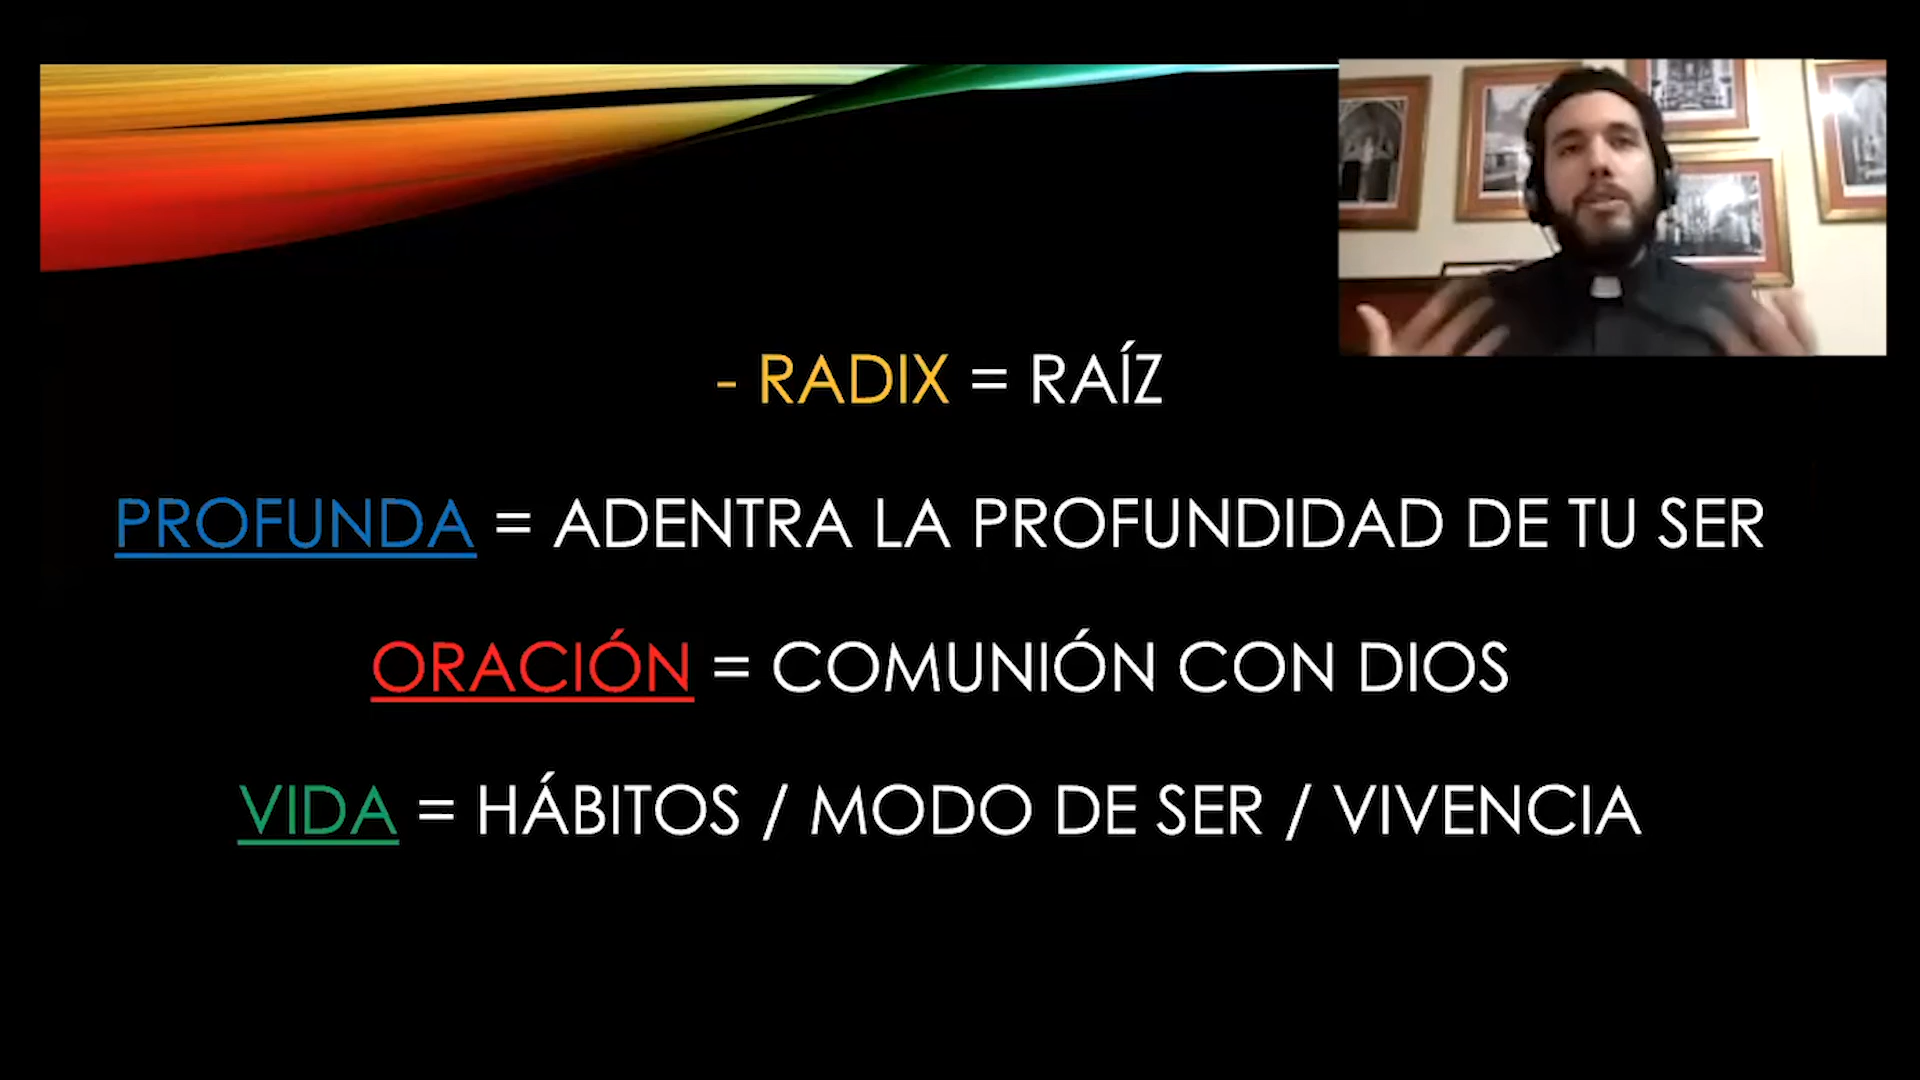 - RADIX = RAÍZ
PROFUNDA = ADENTRA LA PROFUNDIDAD DE TU SER
ORACIÓN = COMUNIÓN CON DIOS
VIDA = HÁBITOS / MODO DE SER / VIVENCIA